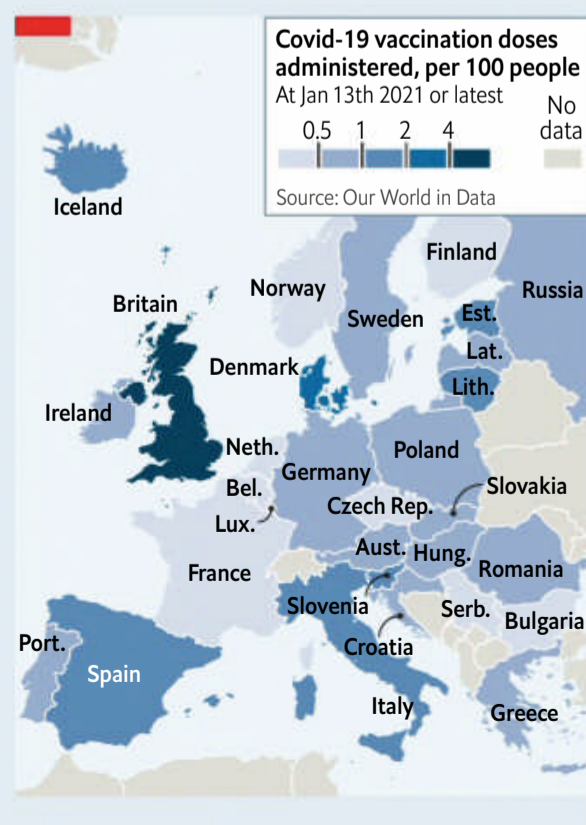 Covid-19 vaccination doses
administered, per 100 people
At Jan 13th 2021 or latest
No
data
0.5 1 2 4
Source: Our World in Data
Iceland
Finland
Norway
Russia
Britain
Sweden
Est.
Lat.
Denmark
Lith.
Ireland
Neth.
Poland
Germany
Bel.
Slovakia
Czech Rep.
Lux.
Aust.
Hung.
France
Romania
Slovenia
Serb.
Bulgaria
Croatia
Port.
Spain
Italy
Greece